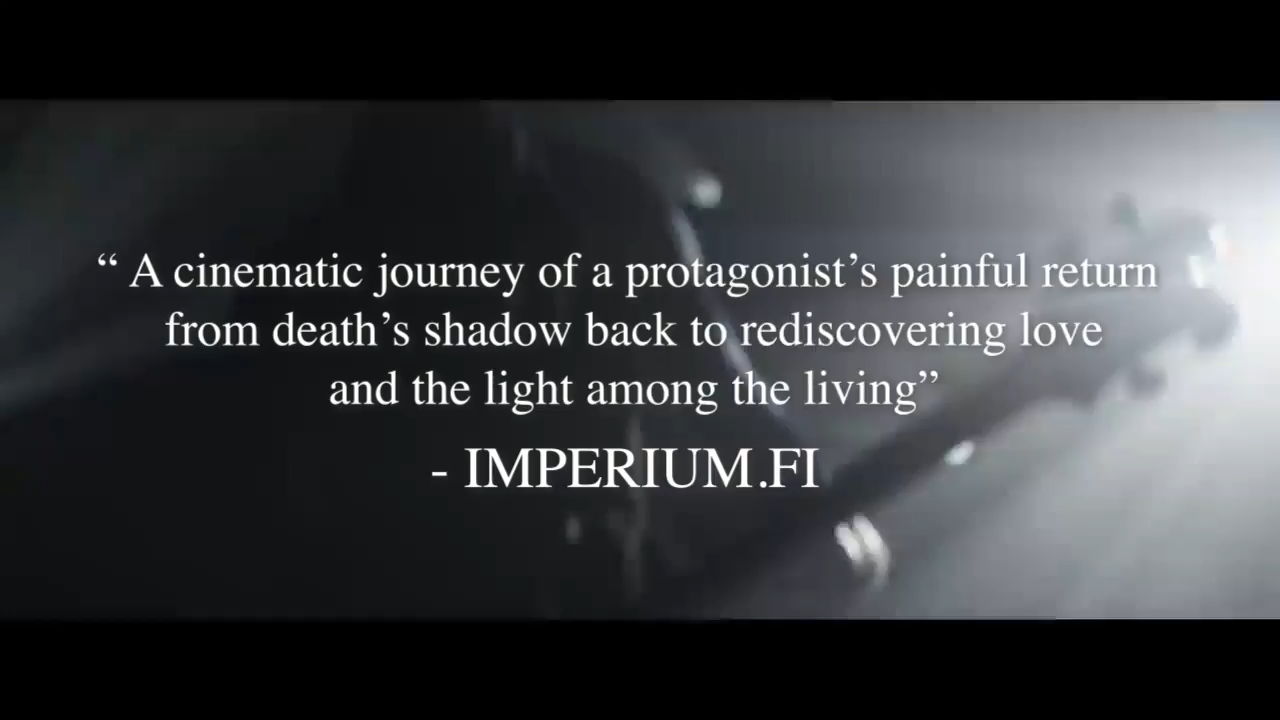 “ A cinematic journey of a protagonist’s painful return
from death’s shadow back to rediscovering love
and the light among the living”
- IMPERIUM.FI